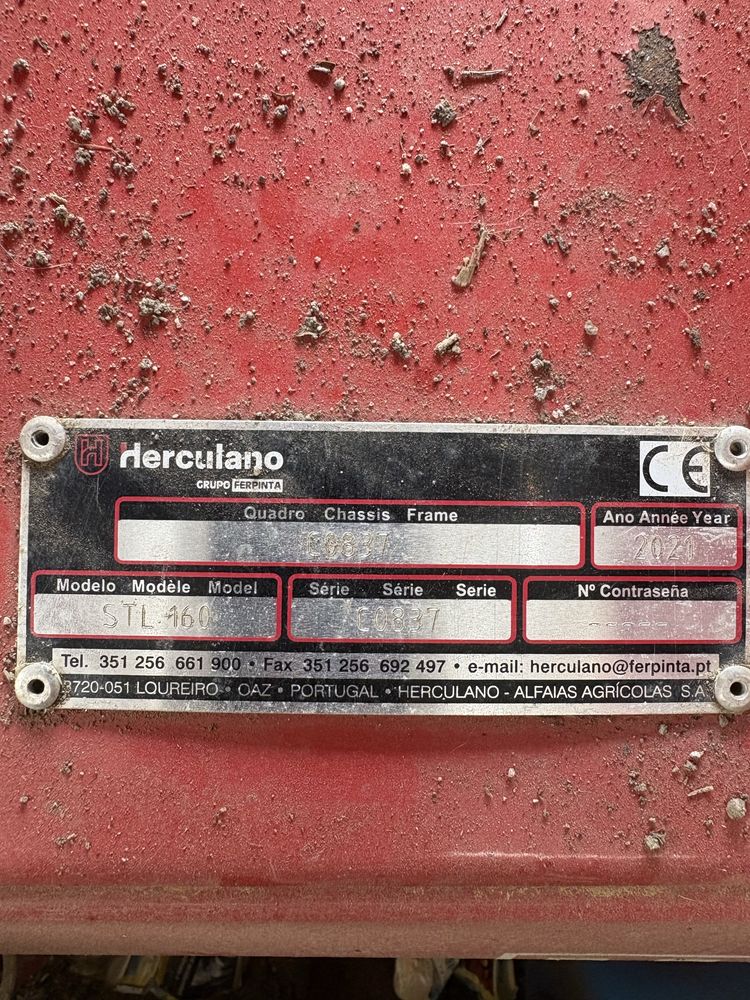 Herculano
GRUPO FERPINTA
CE
Quadro Chassis Frame
E0837
Ano Année Year
2021
Modelo Modèle Model
STL.160
Série Série Serie
E0837
Nº Contraseña
-----
Tel. 351 256 661 900 • Fax 351 256 692 497 • e-mail: herculano@ferpinta.pt
3720-051 LOUREIRO • OAZ • PORTUGAL • HERCULANO - ALFAIAS AGRÍCOLAS S.A.